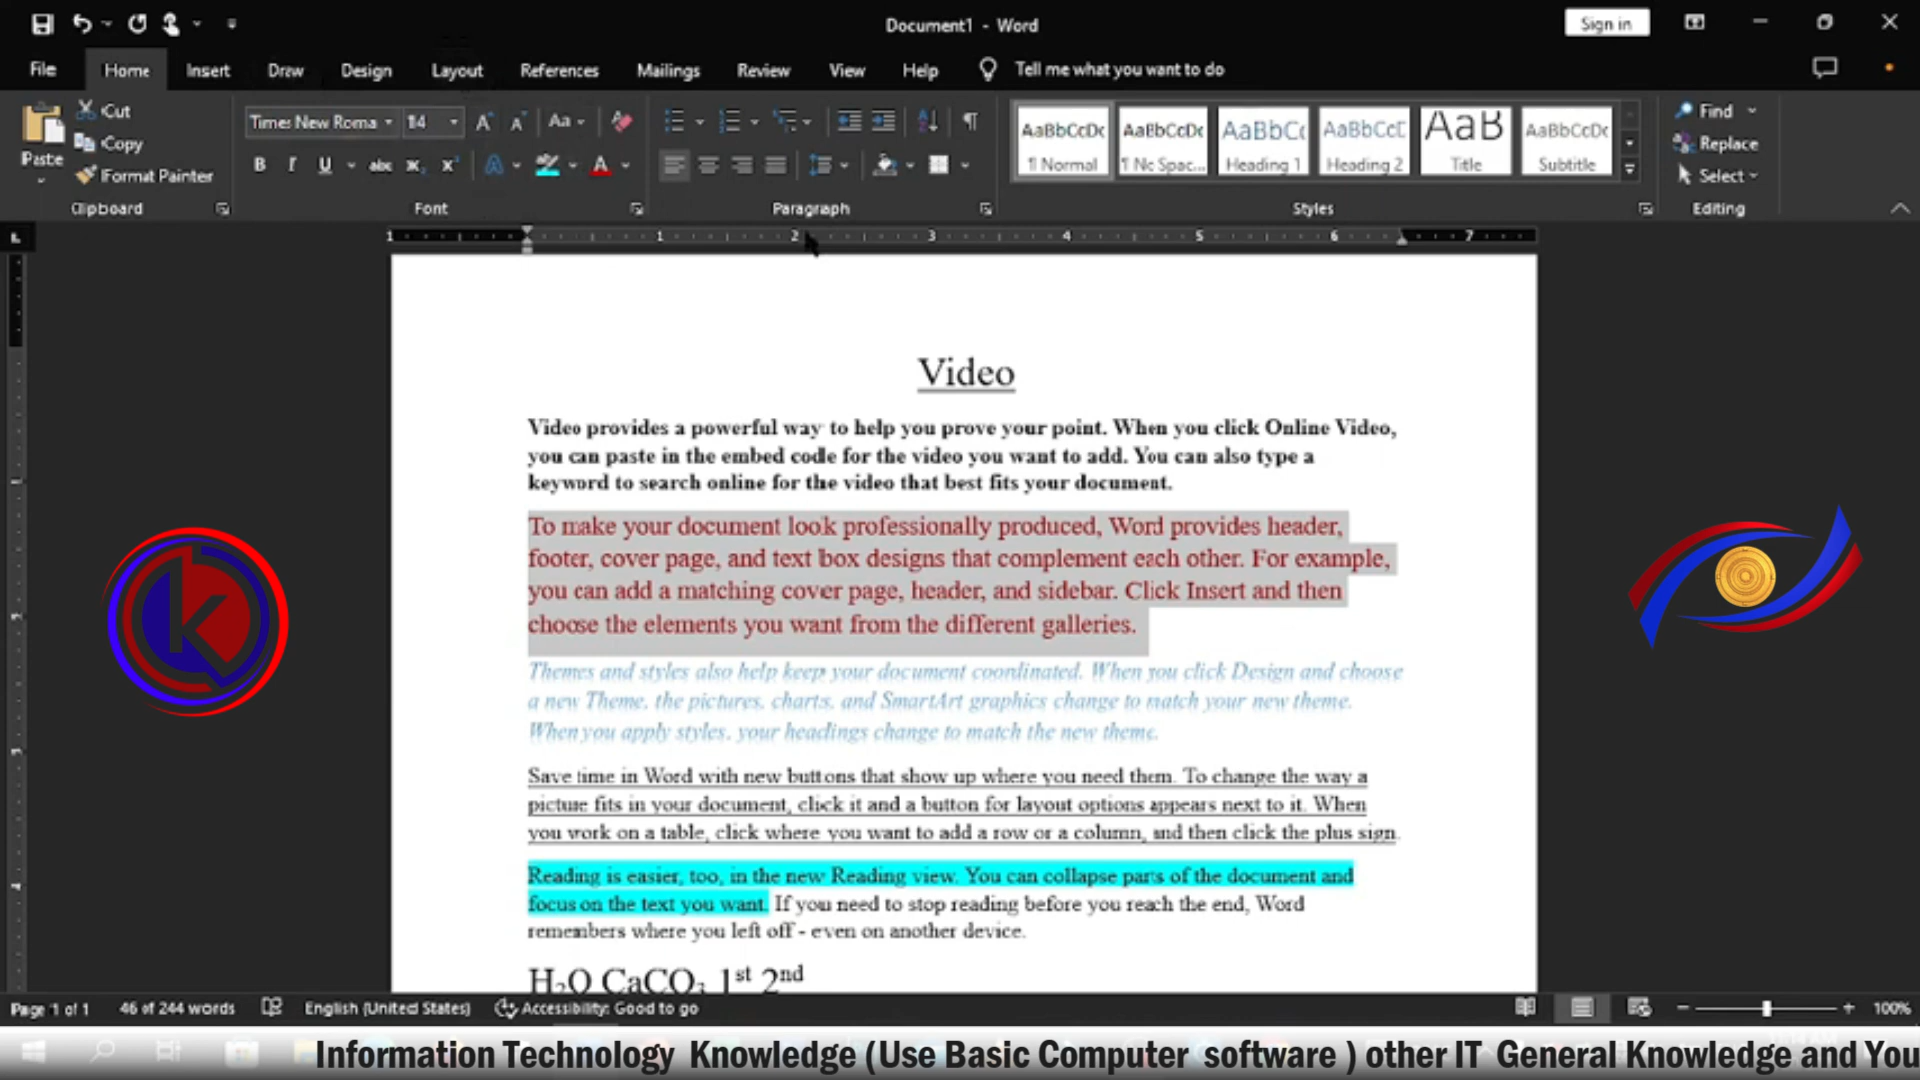 Document1 - Word
Sign in
File Home Insert Draw Design Layout References Mailings Review View Help Tell me what you want to do
Paste
Cut
Copy
Format Painter
Clipboard
Times New Roma 14
Aa
B I U abc x x A A
Font
Paragraph
AaBbCcDc AaBbCcDc AaBbC AaBbCcD AaB AaBbCcDc
¶ Normal ¶ No Spac... Heading 1 Heading 2 Title Subtitle
Styles
Find
Replace
Select
Editing
L
1 1 2 3 4 5 6 7
Video
Video provides a powerful way to help you prove your point. When you click Online Video,
you can paste in the embed code for the video you want to add. You can also type a
keyword to search online for the video that best fits your document.
To make your document look professionally produced, Word provides header,
footer, cover page, and text box designs that complement each other. For example,
you can add a matching cover page, header, and sidebar. Click Insert and then
choose the elements you want from the different galleries.
Themes and styles also help keep your document coordinated. When you click Design and choose
a new Theme, the pictures, charts, and SmartArt graphics change to match your new theme.
When you apply styles, your headings change to match the new theme.
Save time in Word with new buttons that show up where you need them. To change the way a
picture fits in your document, click it and a button for layout options appears next to it. When
you work on a table, click where you want to add a row or a column, and then click the plus sign.
Reading is easier, too, in the new Reading view. You can collapse parts of the document and
focus on the text you want. If you need to stop reading before you reach the end, Word
remembers where you left off - even on another device.
H₂O CaCO₃ 1st 2nd
K
Page 1 of 1 46 of 244 words English (United States) Accessibility: Good to go 100%
Information Technology Knowledge (Use Basic Computer software ) other IT General Knowledge and You